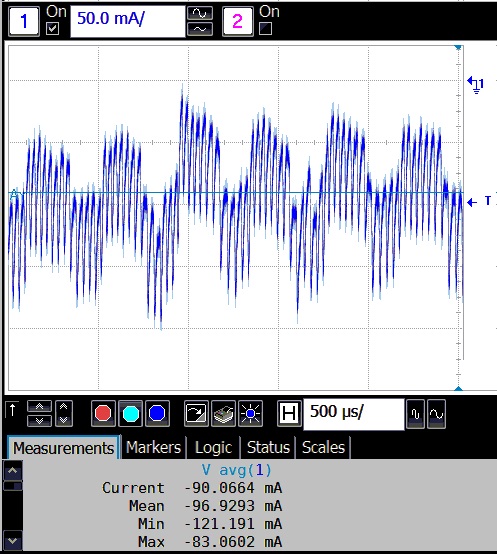 On On
1 50.0 mA/ 2
1
T
H 500 µs/
Measurements Markers Logic Status Scales
V avg(1)
Current -90.0664 mA
Mean -96.9293 mA
Min -121.191 mA
Max -83.0602 mA